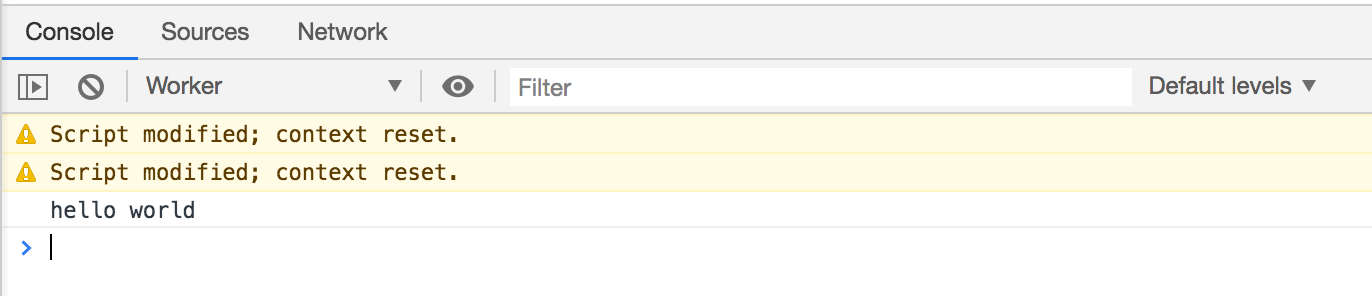 Console Sources Network
Worker Filter Default levels
Script modified; context reset.
Script modified; context reset.
hello world